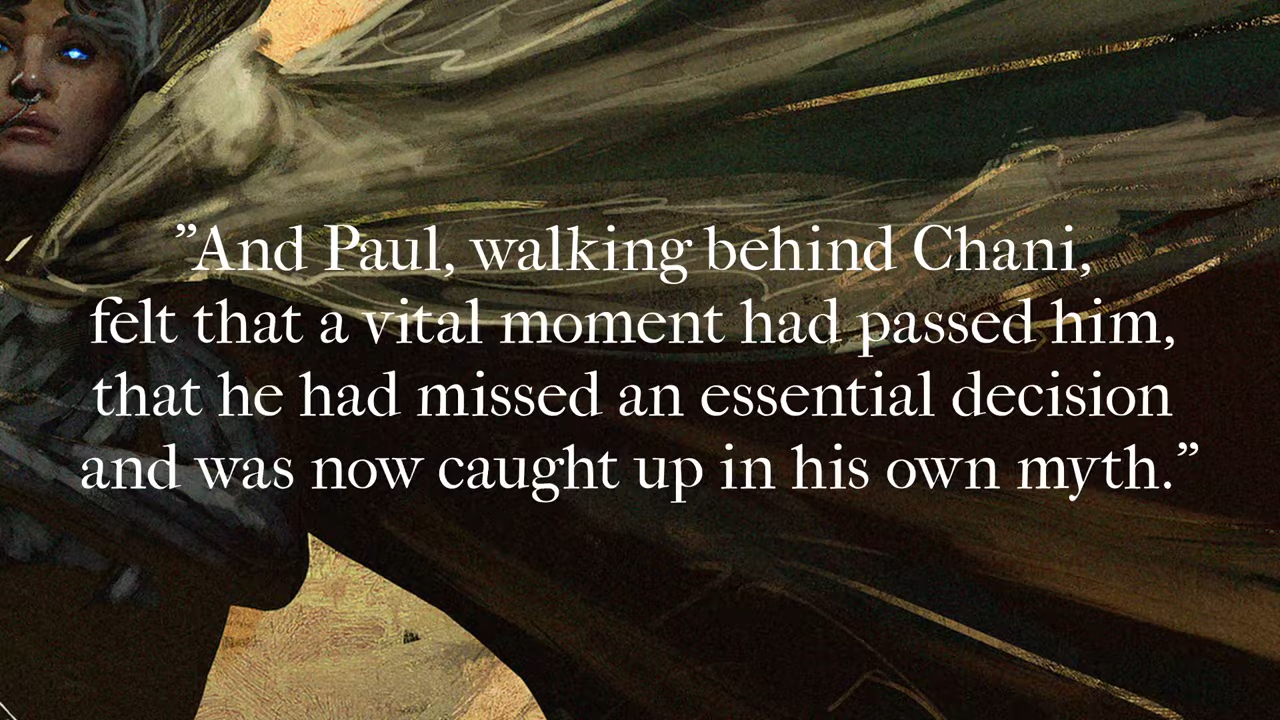 ”And Paul, walking behind Chani,
felt that a vital moment had passed him,
that he had missed an essential decision
and was now caught up in his own myth.”